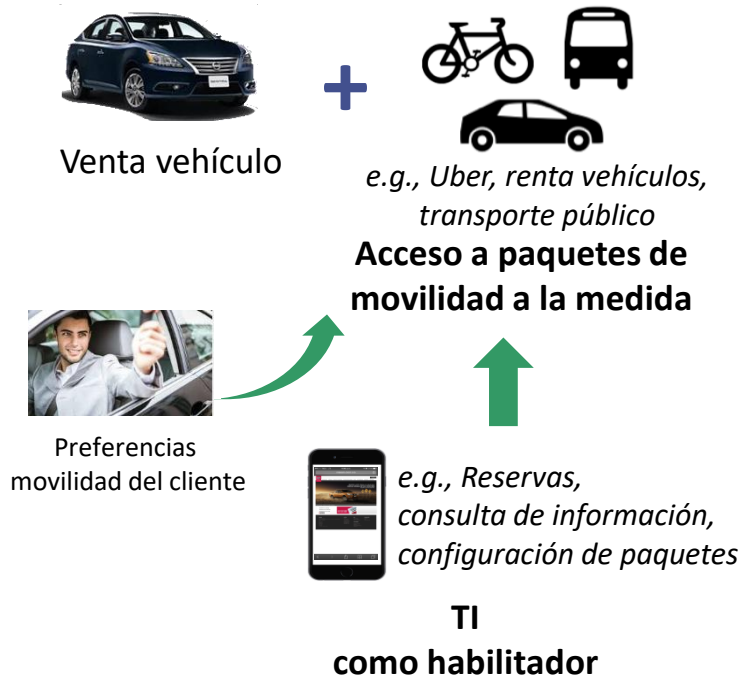 Venta vehículo
e.g., Uber, renta vehículos,
transporte público
Acceso a paquetes de
movilidad a la medida
Preferencias
movilidad del cliente
e.g., Reservas,
consulta de información,
configuración de paquetes
TI
como habilitador